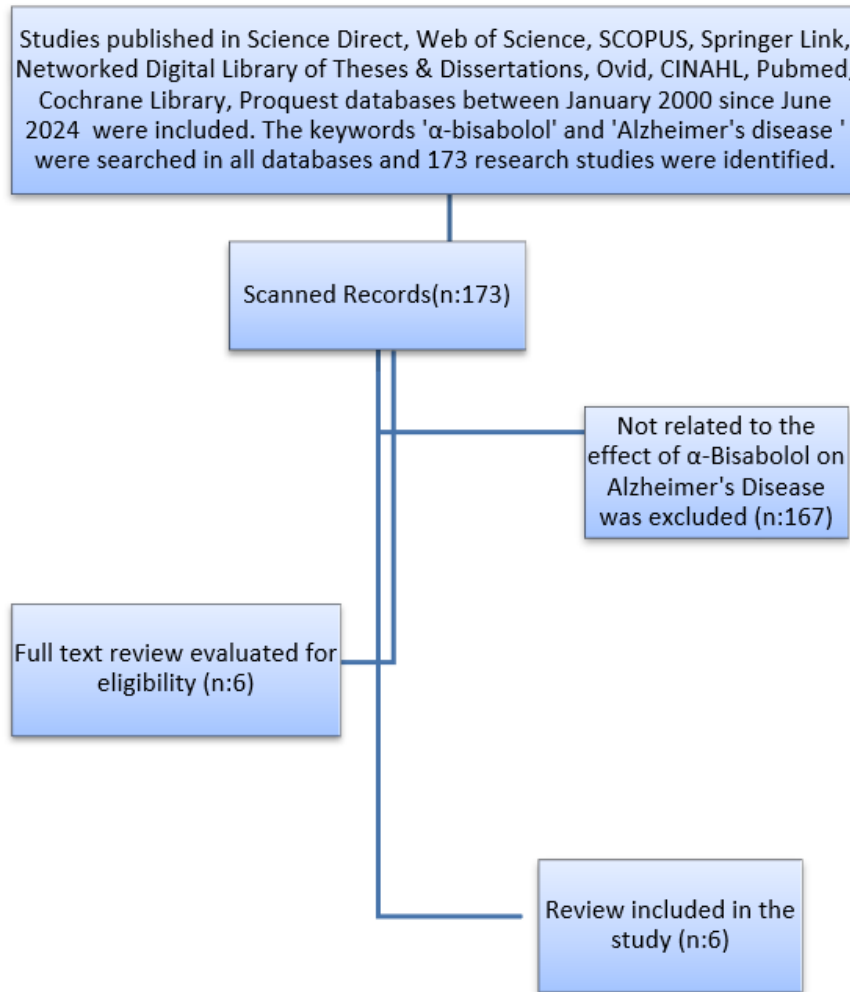 Studies published in Science Direct, Web of Science, SCOPUS, Springer Link,
Networked Digital Library of Theses & Dissertations, Ovid, CINAHL, Pubmed,
Cochrane Library, Proquest databases between January 2000 since June
2024 were included. The keywords 'α-bisabolol' and 'Alzheimer's disease '
were searched in all databases and 173 research studies were identified.
Scanned Records(n:173)
Not related to the
effect of α-Bisabolol on
Alzheimer's Disease
was excluded (n:167)
Full text review evaluated for
eligibility (n:6)
Review included in the
study (n:6)